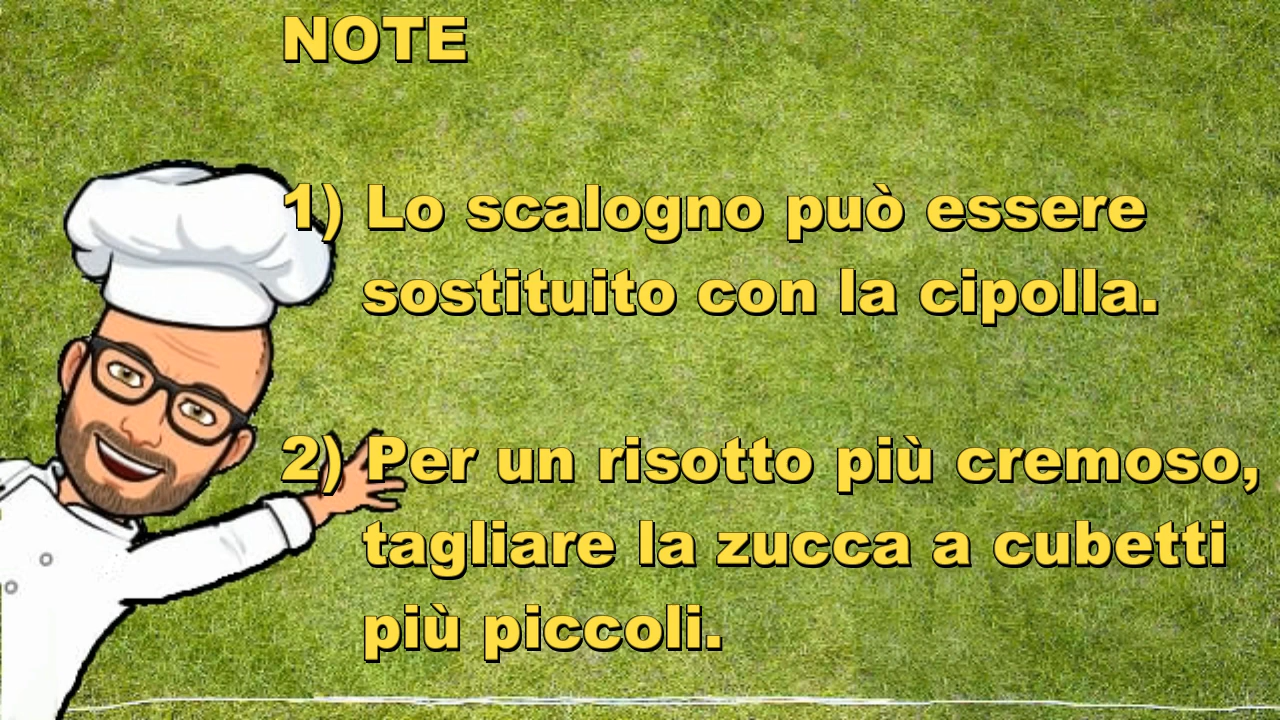 NOTE
1) Lo scalogno può essere
sostituito con la cipolla.
2) Per un risotto più cremoso,
tagliare la zucca a cubetti
più piccoli.